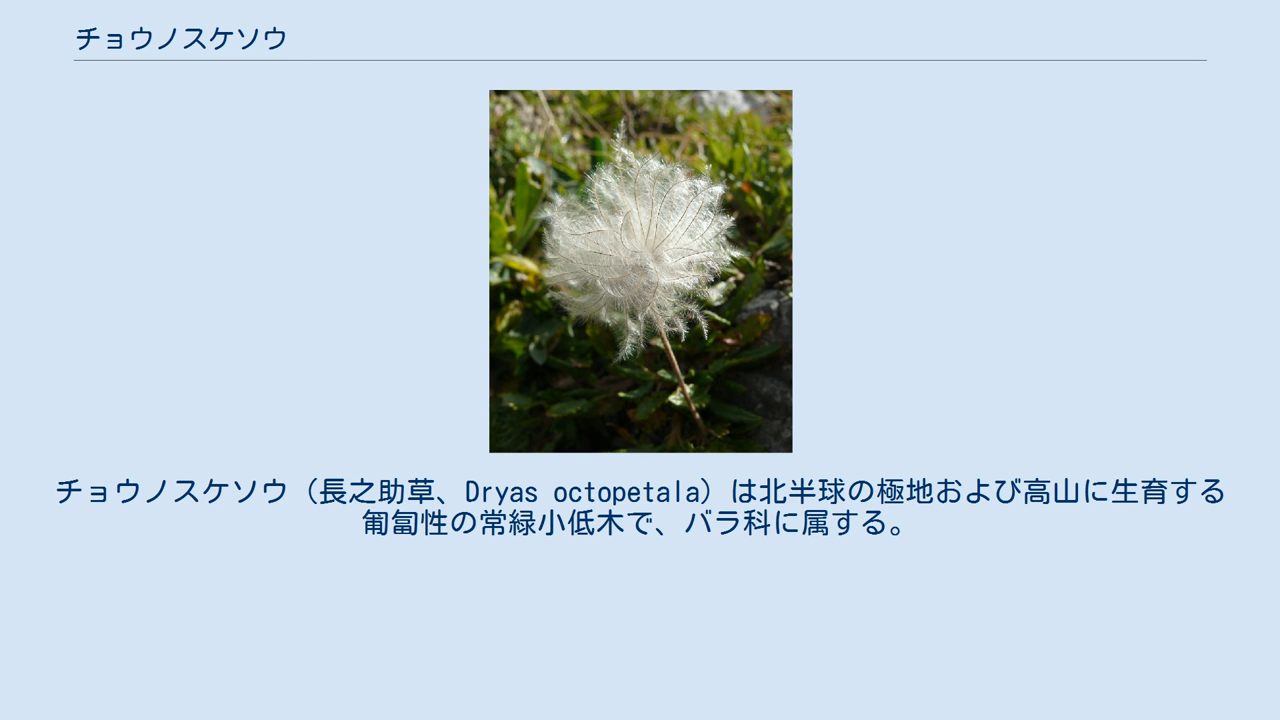 チョウノスケソウ
チョウノスケソウ（長之助草、Dryas octopetala）は北半球の極地および高山に生育する
匍匐性の常緑小低木で、バラ科に属する。